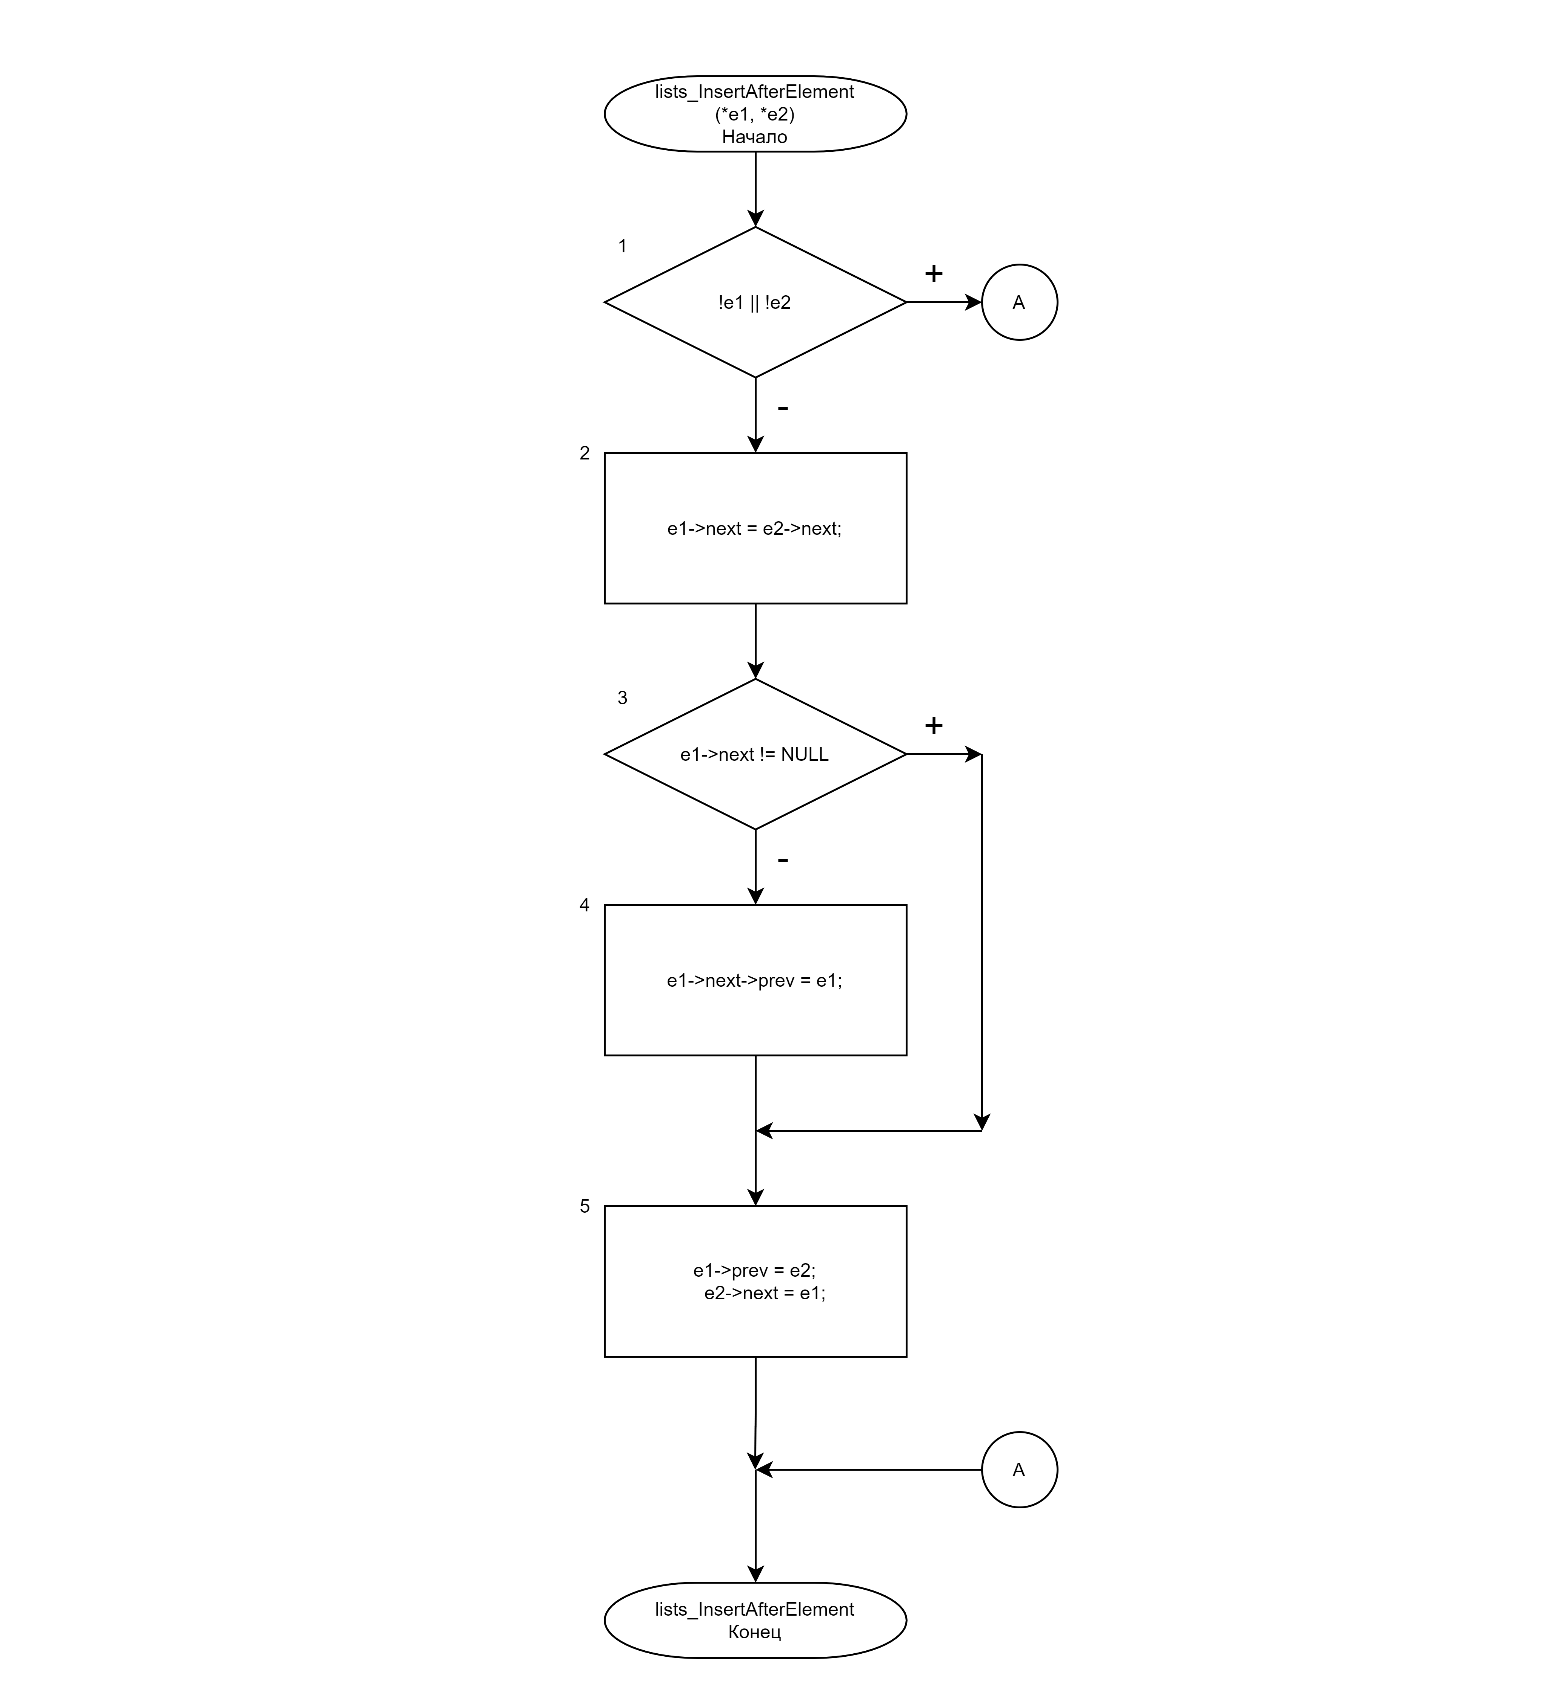 lists_InsertAfterElement
(*e1, *e2)
Начало
1
+
!e1 || !e2
A
-
2
e1->next = e2->next;
3
+
e1->next != NULL
-
4
e1->next->prev = e1;
5
e1->prev = e2;
e2->next = e1;
A
lists_InsertAfterElement
Конец